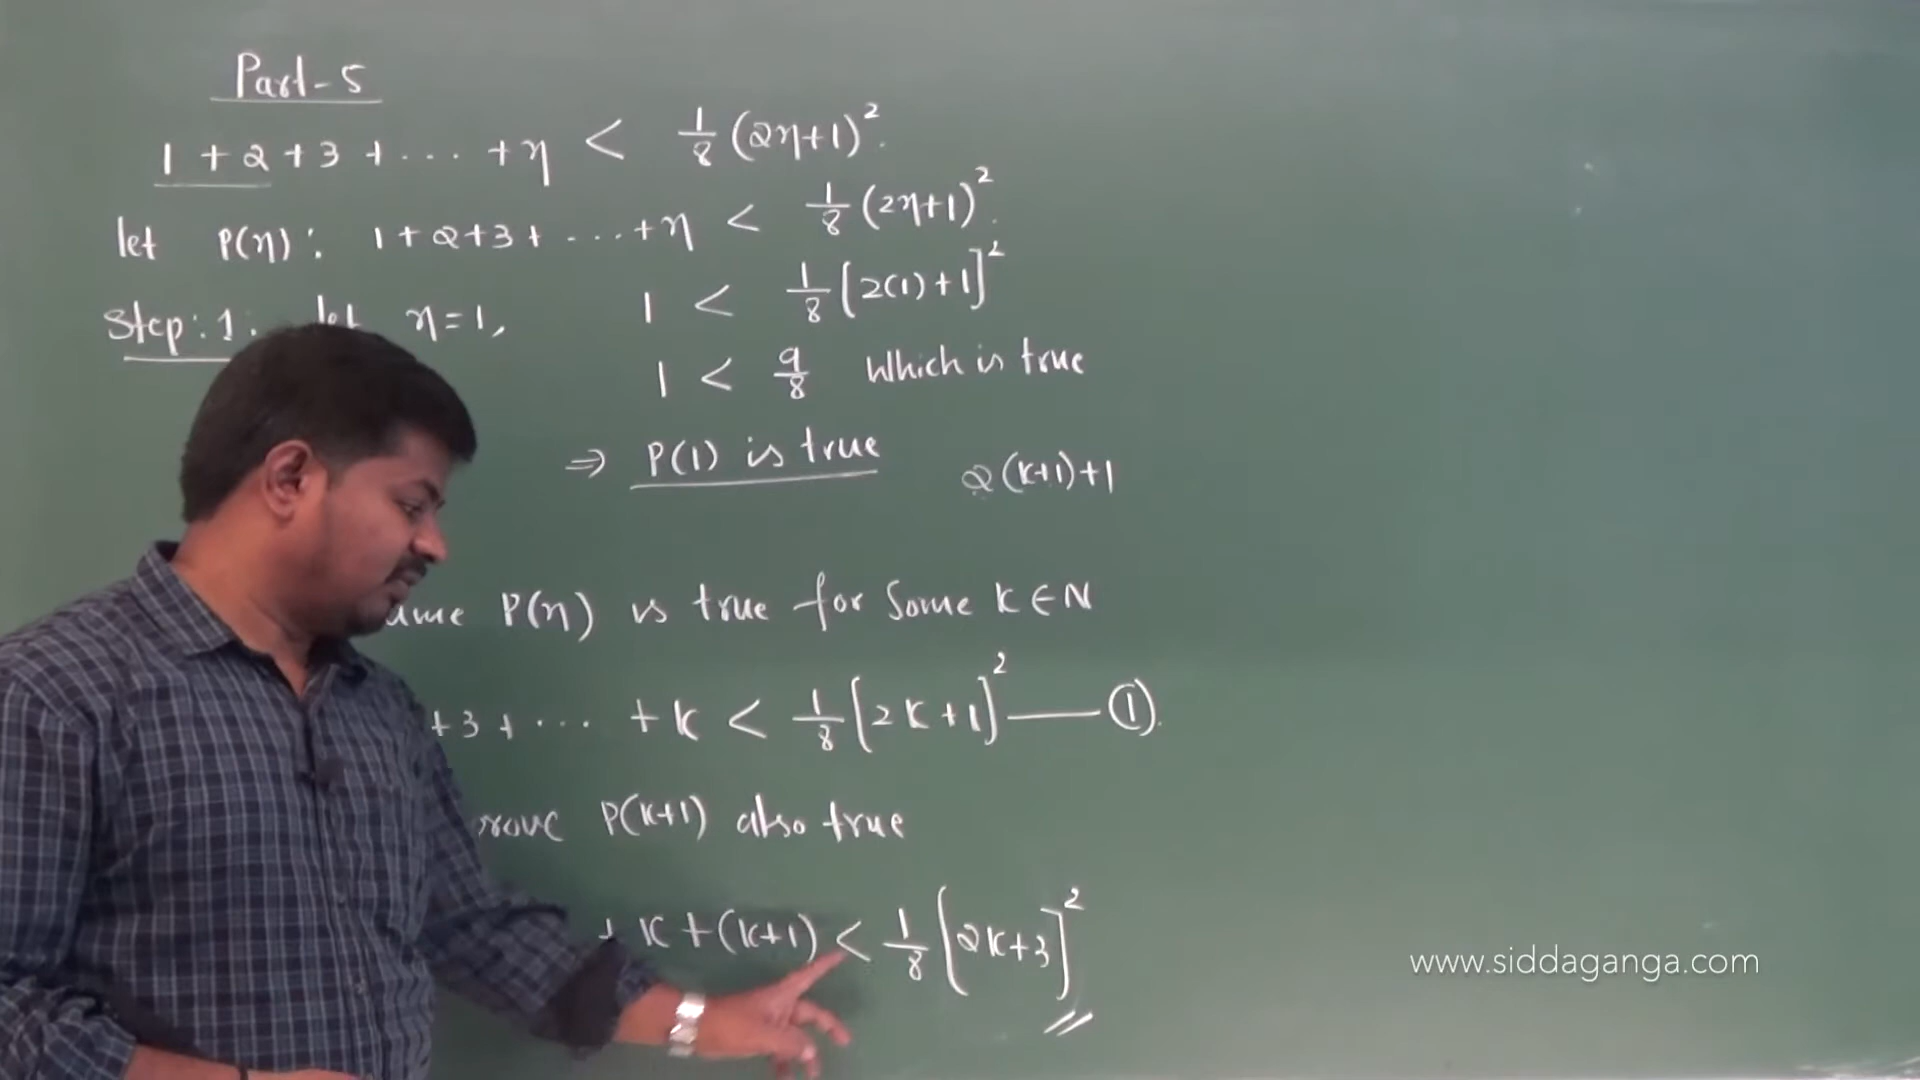 Part-5
1 + 2 + 3 + ... + η < 1/8 (2η+1)².
let P(η): 1+2+3+ ... + η < 1/8 (2η+1)².
Step: 1: let η=1, 1 < 1/8 [2(1)+1]²
1 < 9/8 Which is true
⇒ P(1) is true
2(k+1)+1
P(η) is true for Some k ∈ N
+3 + ... + k < 1/8 [2k+1]² —— ①.
P(k+1) also true
+ k + (k+1) < 1/8 [2k+3]²
www.siddaganga.com